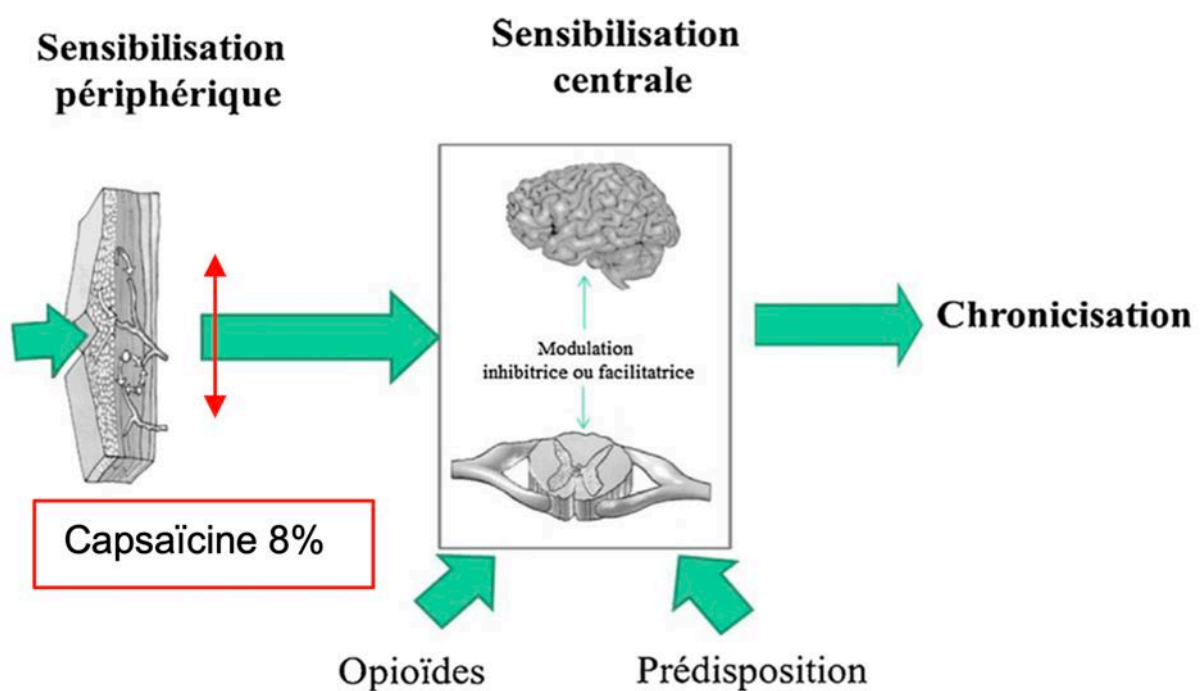 Sensibilisation
périphérique
Sensibilisation
centrale
Modulation
inhibitrice ou facilitatrice
Chronicisation
Capsaïcine 8%
Opioïdes
Prédisposition